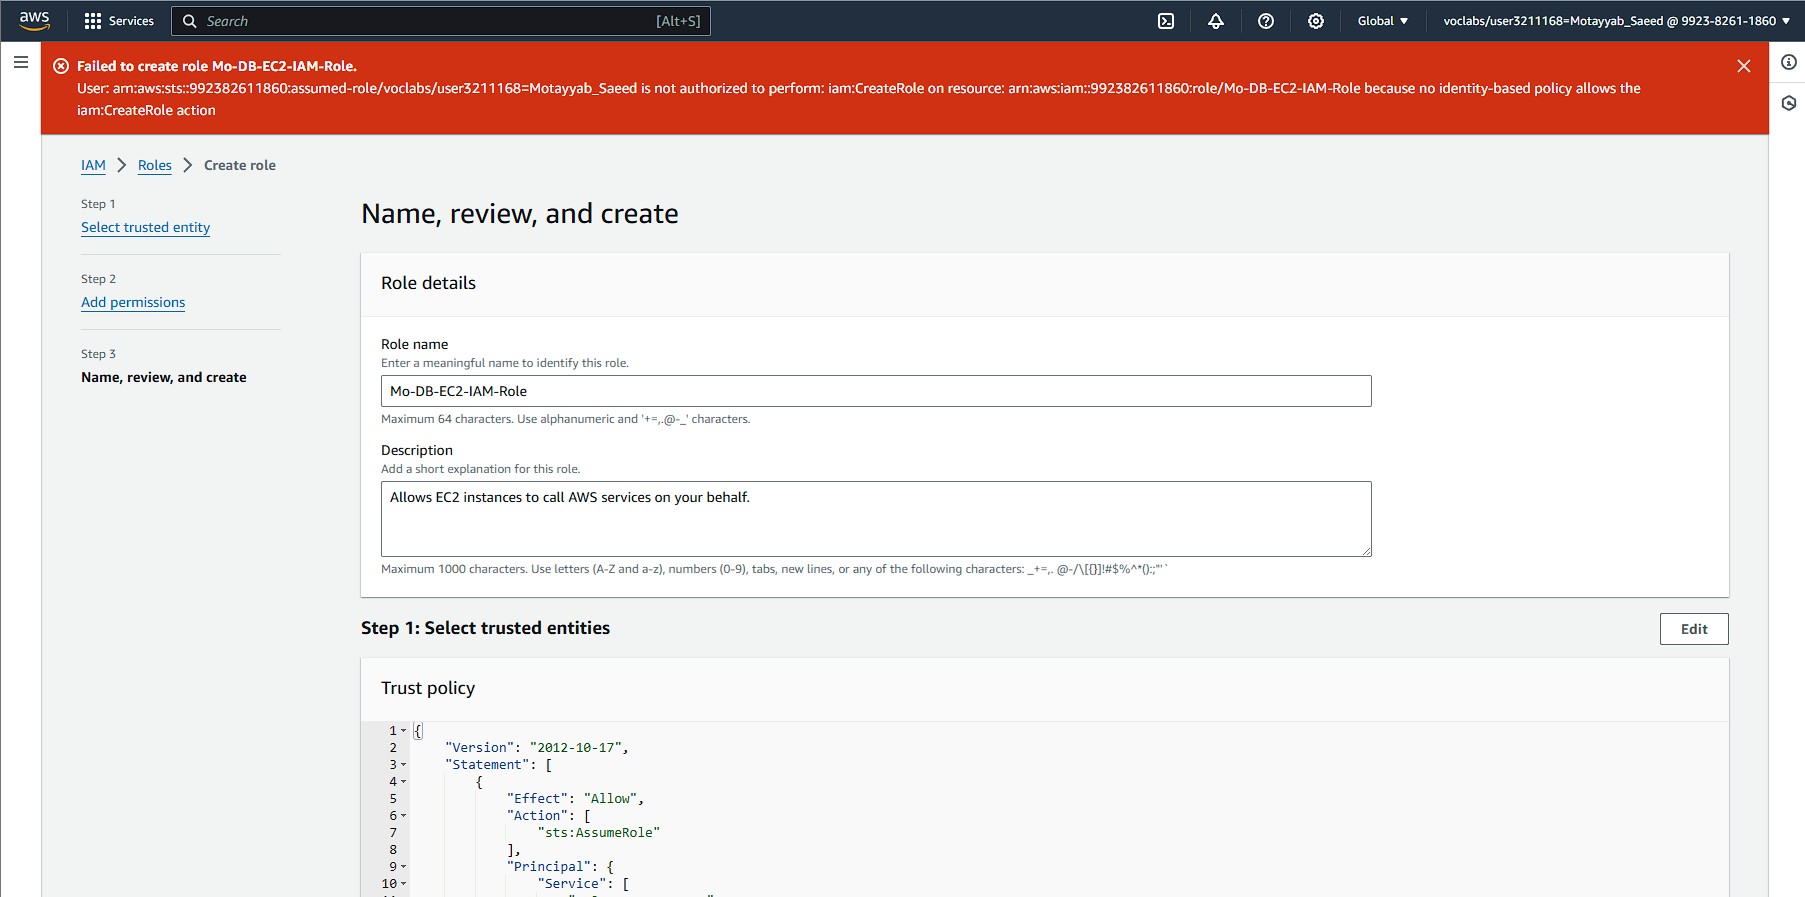 aws
Services
Search
[Alt+S]
Global
voclabs/user3211168=Motayyab_Saeed @ 9923-8261-1860
Failed to create role Mo-DB-EC2-IAM-Role.
User: arn:aws:sts::992382611860:assumed-role/voclabs/user3211168=Motayyab_Saeed is not authorized to perform: iam:CreateRole on resource: arn:aws:iam::992382611860:role/Mo-DB-EC2-IAM-Role because no identity-based policy allows the
iam:CreateRole action
IAM
Roles
Create role
Step 1
Select trusted entity
Step 2
Add permissions
Step 3
Name, review, and create
Name, review, and create
Role details
Role name
Enter a meaningful name to identify this role.
Mo-DB-EC2-IAM-Role
Maximum 64 characters. Use alphanumeric and '+=,.@-_' characters.
Description
Add a short explanation for this role.
Allows EC2 instances to call AWS services on your behalf.
Maximum 1000 characters. Use letters (A-Z and a-z), numbers (0-9), tabs, new lines, or any of the following characters: _+=,. @-/\[{}]!#$%^*();:"'`
Step 1: Select trusted entities
Edit
Trust policy
1 {
2 "Version": "2012-10-17",
3 "Statement": [
4 {
5 "Effect": "Allow",
6 "Action": [
7 "sts:AssumeRole"
8 ],
9 "Principal": {
10 "Service": [